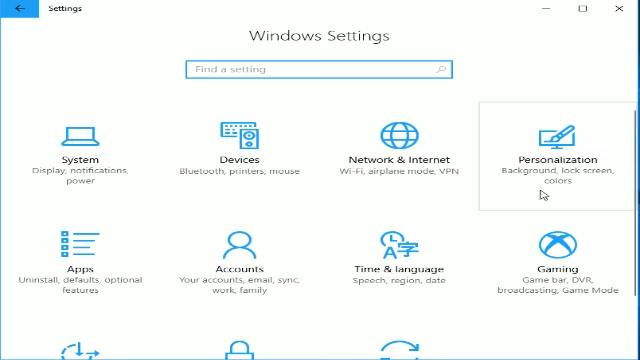 Settings
Windows Settings
Find a setting
System
Display, notifications,
power
Devices
Bluetooth, printers, mouse
Network & Internet
Wi-Fi, airplane mode, VPN
Personalization
Background, lock screen,
colors
Apps
Uninstall, defaults, optional
features
Accounts
Your accounts, email, sync,
work, family
Time & language
Speech, region, date
Gaming
Game bar, DVR,
broadcasting, Game Mode